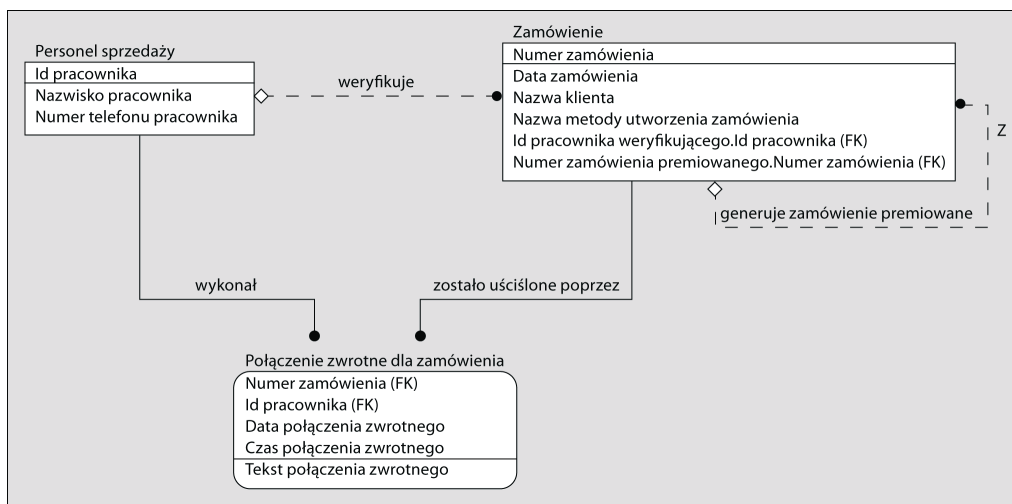 Personel sprzedaży
Id pracownika
Nazwisko pracownika
Numer telefonu pracownika
weryfikuje
Zamówienie
Numer zamówienia
Data zamówienia
Nazwa klienta
Nazwa metody utworzenia zamówienia
Id pracownika weryfikującego.Id pracownika (FK)
Numer zamówienia premiowanego.Numer zamówienia (FK)
Z
generuje zamówienie premiowane
wykonał
zostało uściślone poprzez
Połączenie zwrotne dla zamówienia
Numer zamówienia (FK)
Id pracownika (FK)
Data połączenia zwrotnego
Czas połączenia zwrotnego
Tekst połączenia zwrotnego